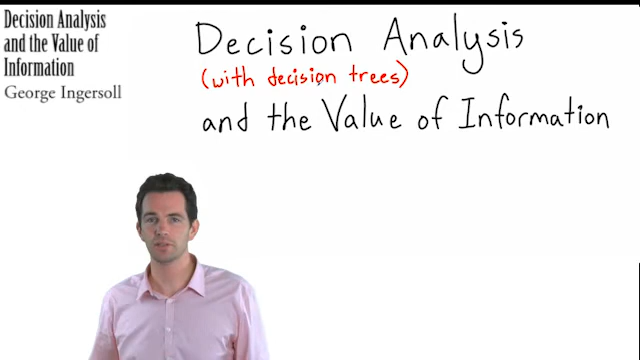 Decision Analysis
and the Value of
Information
George Ingersoll
Decision Analysis
(with decision trees)
and the Value of Information